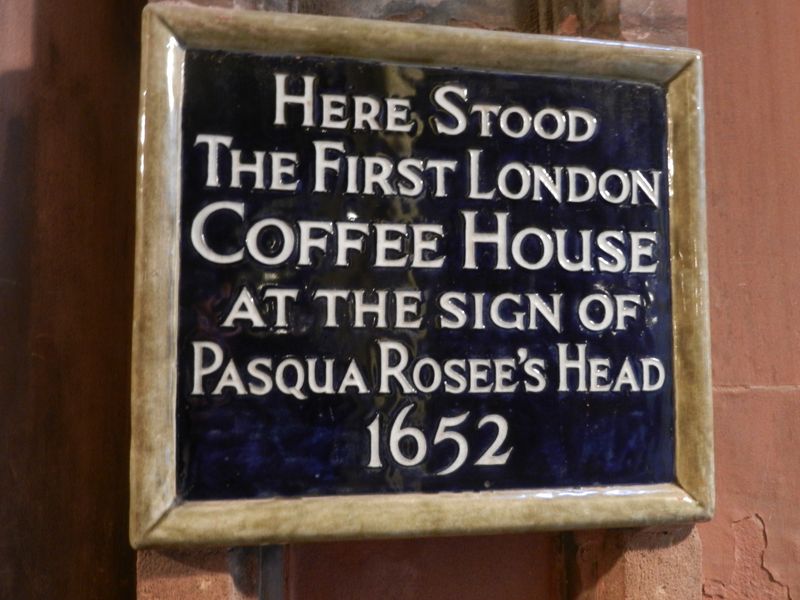 Here Stood
The First London
Coffee House
at the sign of
Pasqua Rosee's Head
1652